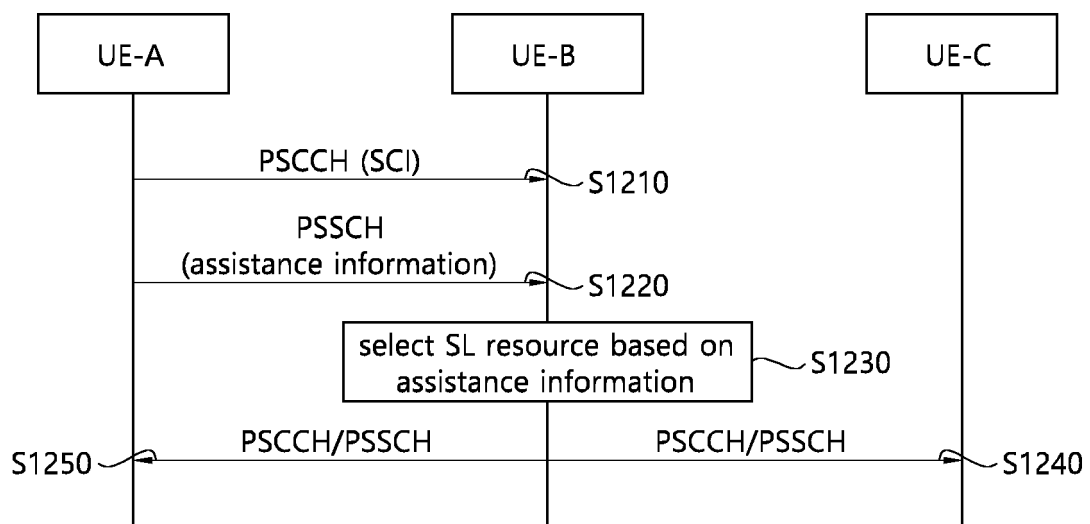 UE-A
UE-B
UE-C
PSCCH (SCI)
S1210
PSSCH
(assistance information)
S1220
select SL resource based on
assistance information
S1230
PSCCH/PSSCH
PSCCH/PSSCH
S1250
S1240